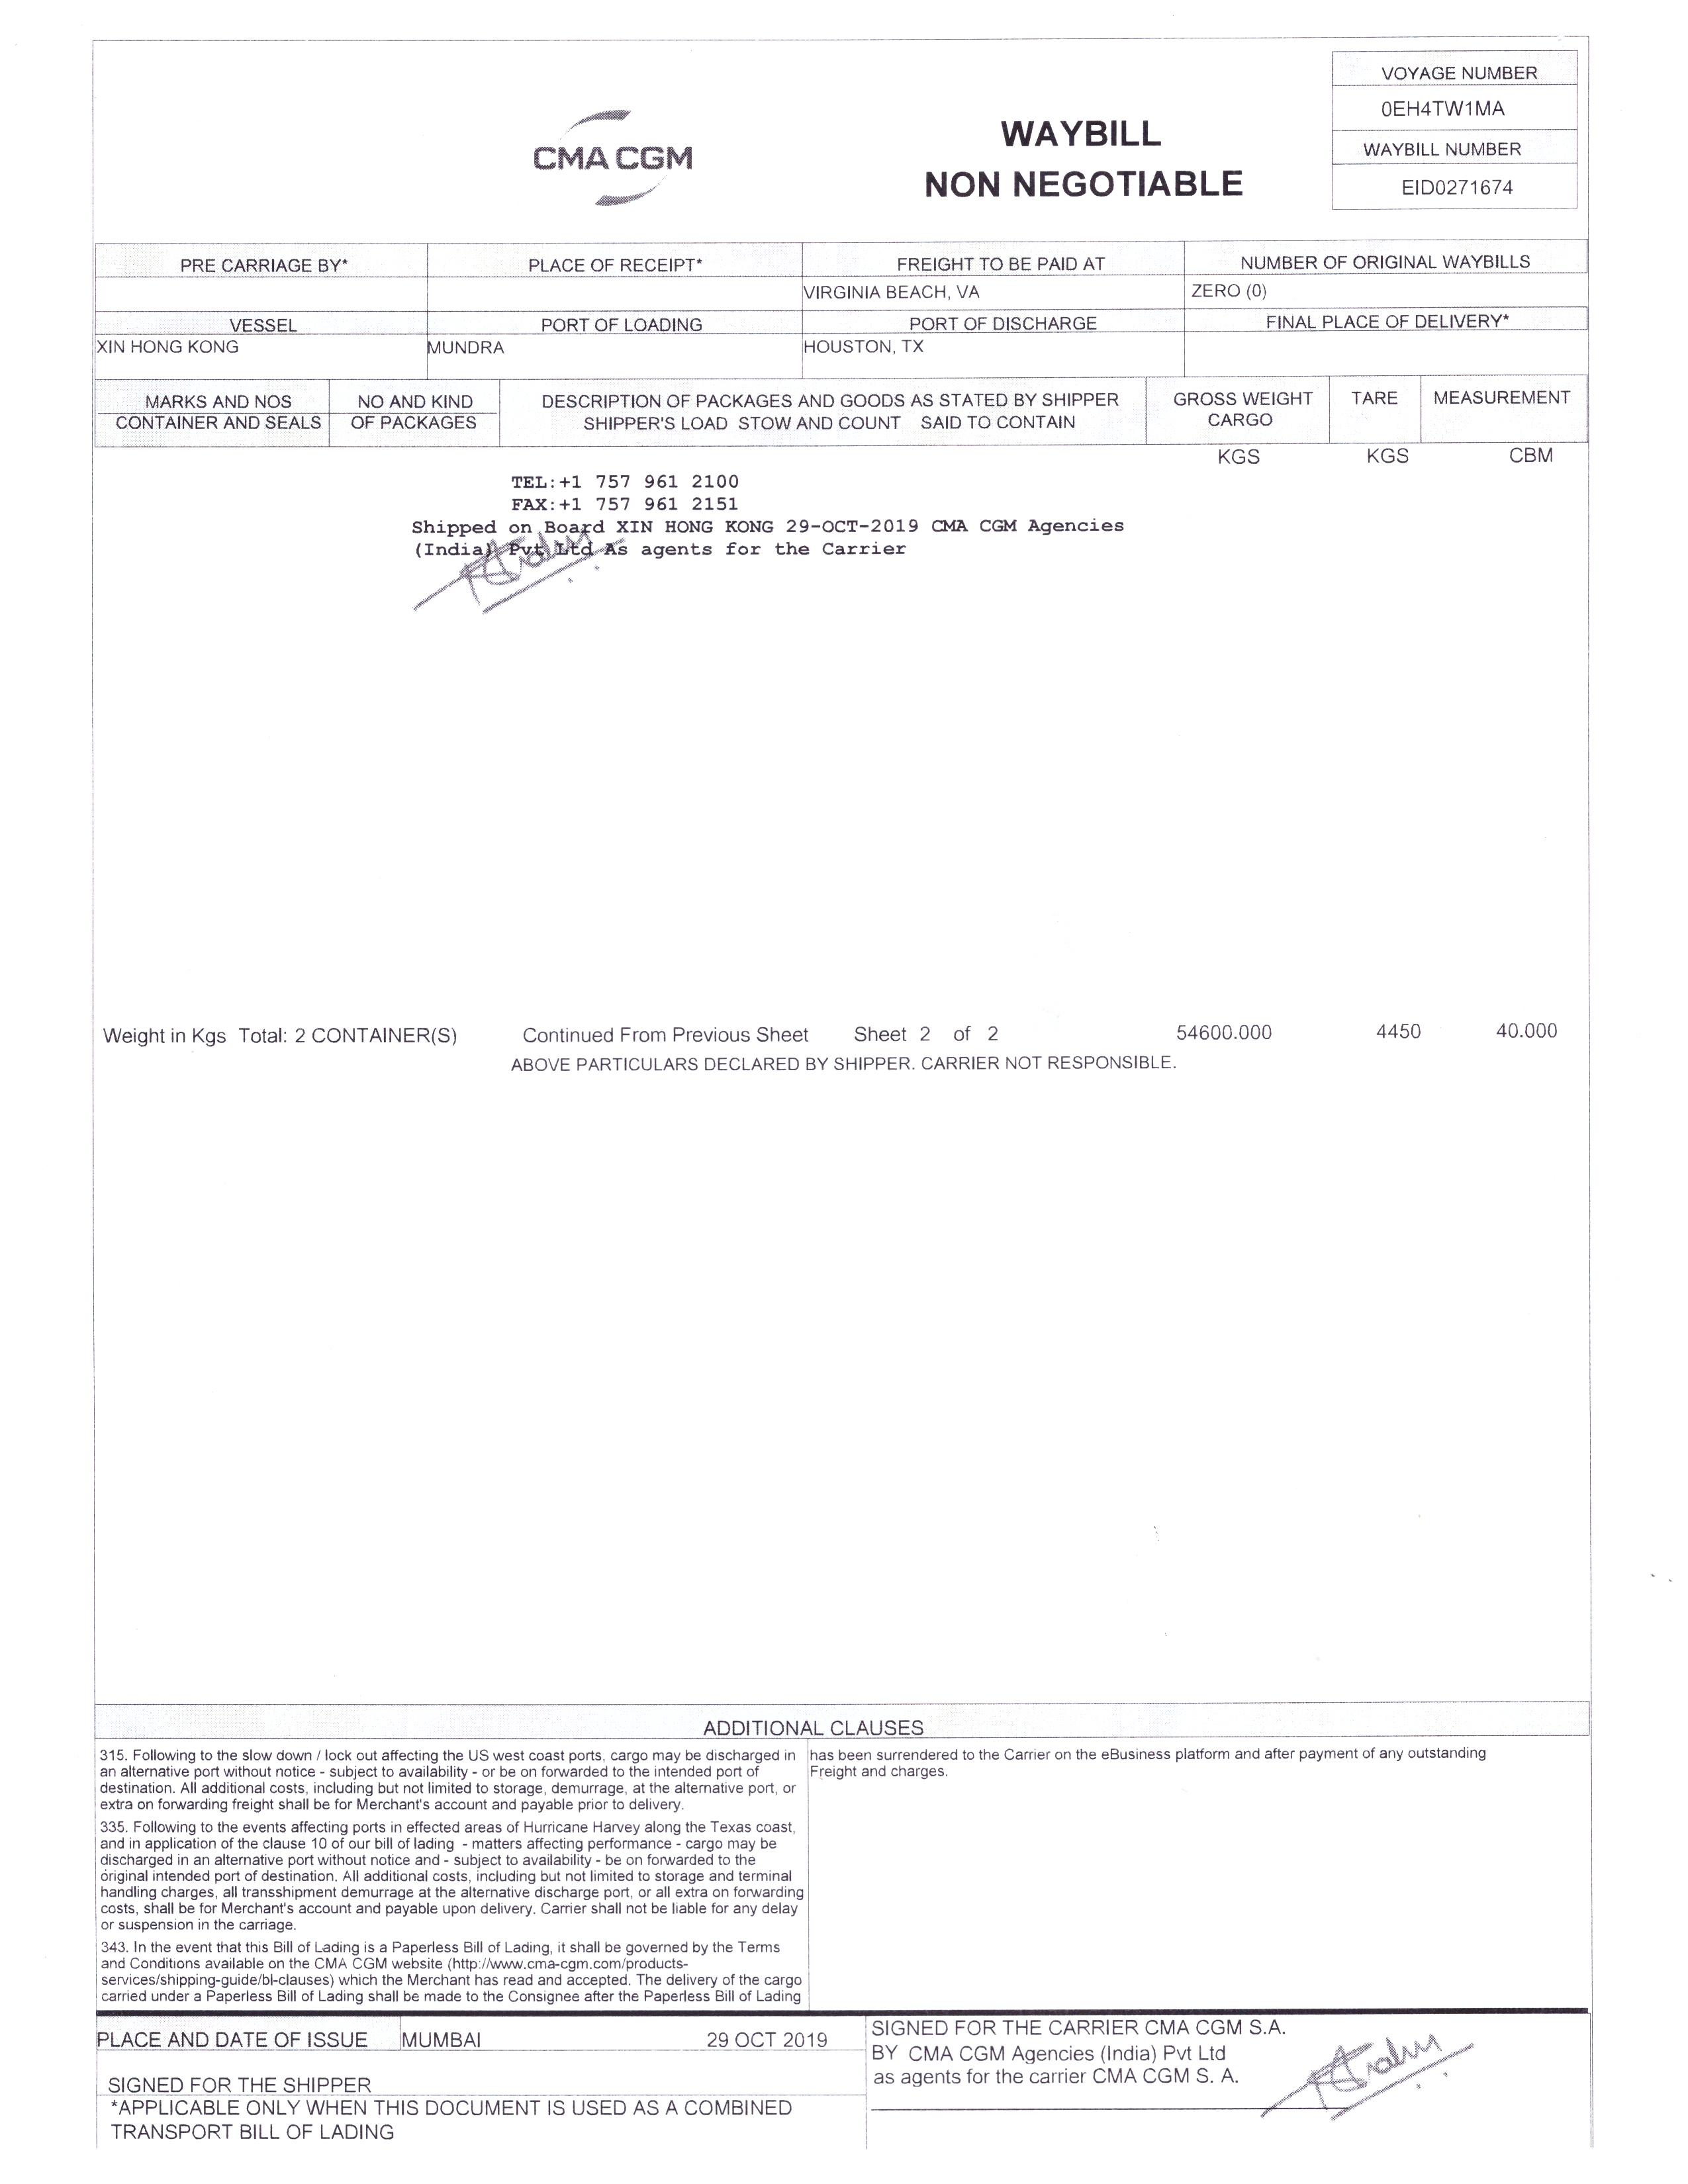 VOYAGE NUMBER
0EH4TW1MA
WAYBILL NUMBER
EID0271674
CMA CGM
WAYBILL
NON NEGOTIABLE
PRE CARRIAGE BY* PLACE OF RECEIPT* FREIGHT TO BE PAID AT NUMBER OF ORIGINAL WAYBILLS
VIRGINIA BEACH, VA ZERO (0)
VESSEL PORT OF LOADING PORT OF DISCHARGE FINAL PLACE OF DELIVERY*
XIN HONG KONG MUNDRA HOUSTON, TX
MARKS AND NOS NO AND KIND DESCRIPTION OF PACKAGES AND GOODS AS STATED BY SHIPPER GROSS WEIGHT TARE MEASUREMENT
CONTAINER AND SEALS OF PACKAGES SHIPPER'S LOAD STOW AND COUNT SAID TO CONTAIN CARGO
KGS KGS CBM
TEL:+1 757 961 2100
FAX:+1 757 961 2151
Shipped on Board XIN HONG KONG 29-OCT-2019 CMA CGM Agencies
(India) Pvt Ltd As agents for the Carrier
Weight in Kgs Total: 2 CONTAINER(S) Continued From Previous Sheet Sheet 2 of 2 54600.000 4450 40.000
ABOVE PARTICULARS DECLARED BY SHIPPER. CARRIER NOT RESPONSIBLE.
ADDITIONAL CLAUSES
315. Following to the slow down / lock out affecting the US west coast ports, cargo may be discharged in
an alternative port without notice - subject to availability - or be on forwarded to the intended port of
destination. All additional costs, including but not limited to storage, demurrage, at the alternative port, or
extra on forwarding freight shall be for Merchant's account and payable prior to delivery.
335. Following to the events affecting ports in effected areas of Hurricane Harvey along the Texas coast,
and in application of the clause 10 of our bill of lading - matters affecting performance - cargo may be
discharged in an alternative port without notice and - subject to availability - be on forwarded to the
original intended port of destination. All additional costs, including but not limited to storage and terminal
handling charges, all transshipment demurrage at the alternative discharge port, or all extra on forwarding
costs, shall be for Merchant's account and payable upon delivery. Carrier shall not be liable for any delay
or suspension in the carriage.
343. In the event that this Bill of Lading is a Paperless Bill of Lading, it shall be governed by the Terms
and Conditions available on the CMA CGM website (http://www.cma-cgm.com/products-
services/shipping-guide/bl-clauses) which the Merchant has read and accepted. The delivery of the cargo
carried under a Paperless Bill of Lading shall be made to the Consignee after the Paperless Bill of Lading
has been surrendered to the Carrier on the eBusiness platform and after payment of any outstanding
Freight and charges.
PLACE AND DATE OF ISSUE MUMBAI 29 OCT 2019
SIGNED FOR THE SHIPPER
*APPLICABLE ONLY WHEN THIS DOCUMENT IS USED AS A COMBINED
TRANSPORT BILL OF LADING
SIGNED FOR THE CARRIER CMA CGM S.A.
BY CMA CGM Agencies (India) Pvt Ltd
as agents for the carrier CMA CGM S. A.